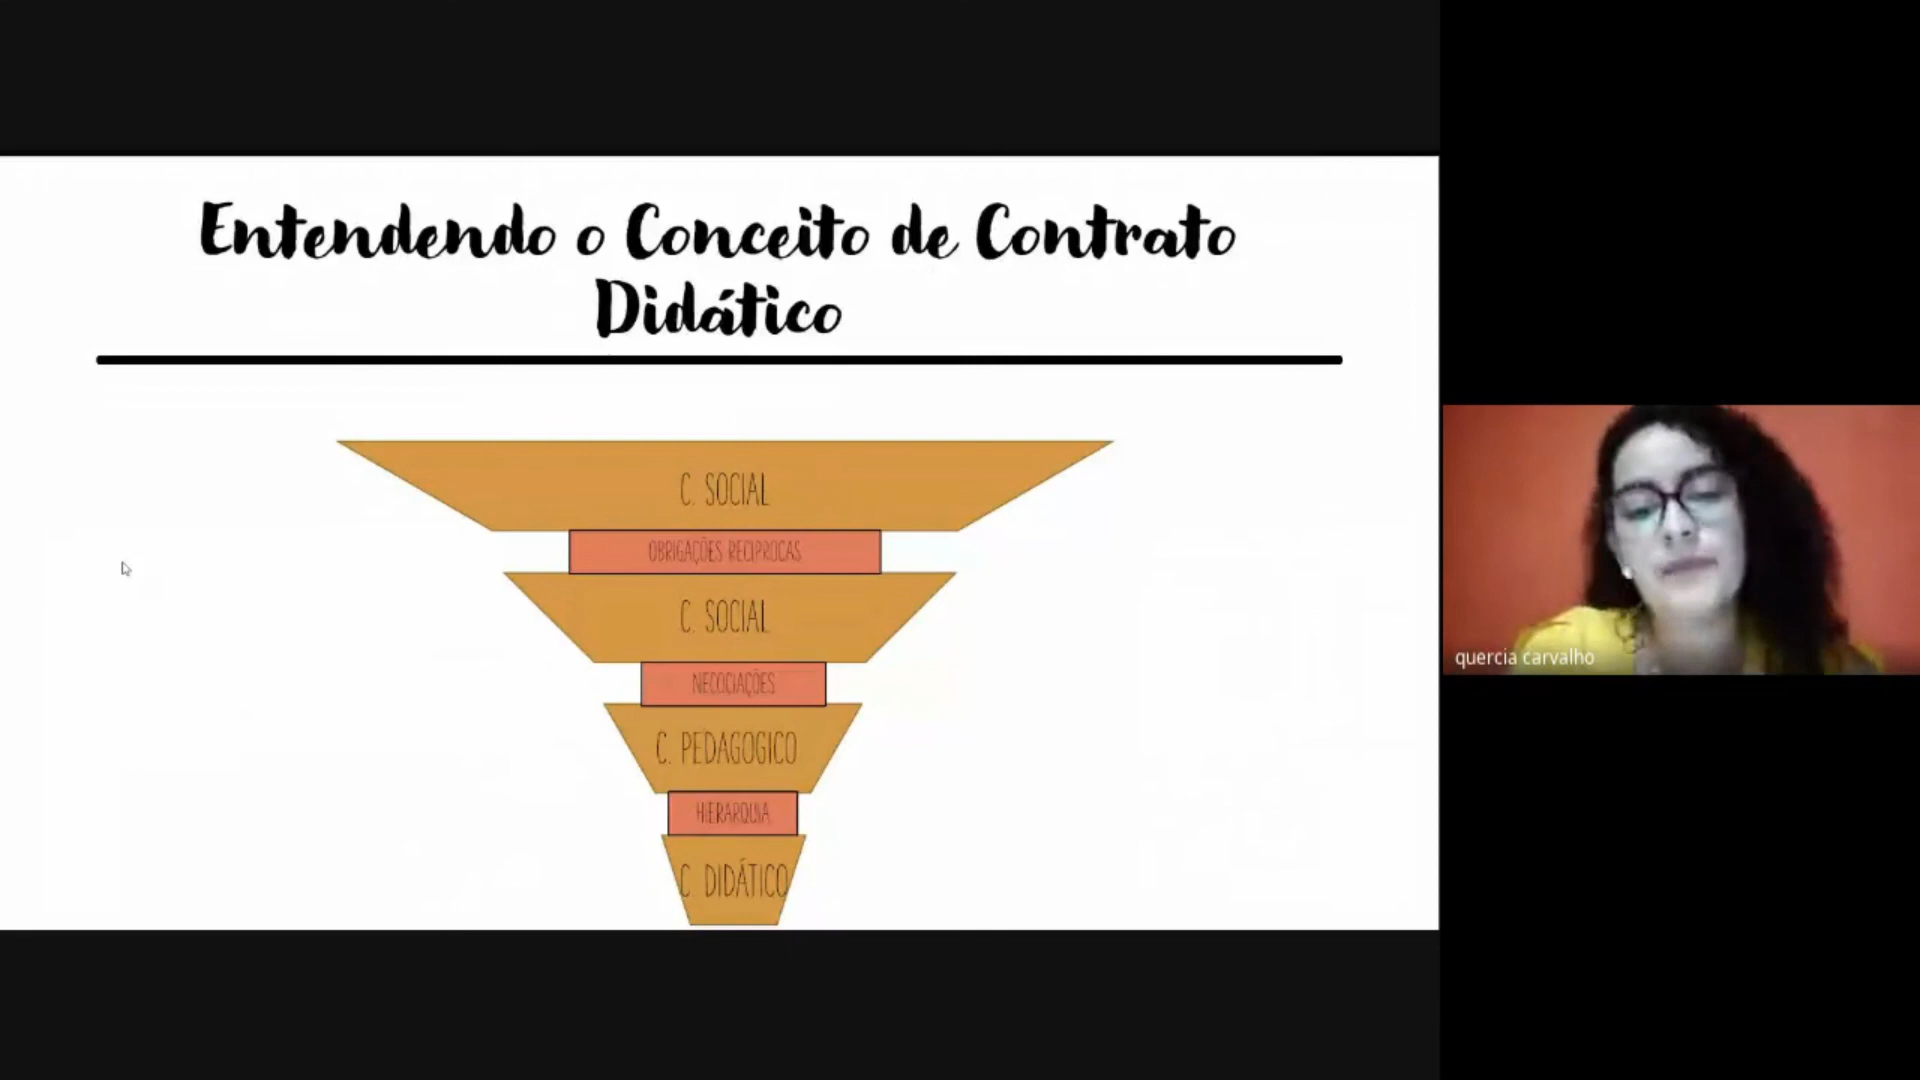 Entendendo o Conceito de Contrato
Didático
C. SOCIAL
OBRIGAÇÕES RECIPROCAS
C. SOCIAL
NEGOCIAÇÕES
C. PEDAGOGICO
HIERARQUIA
C. DIDÁTICO
quercia carvalho